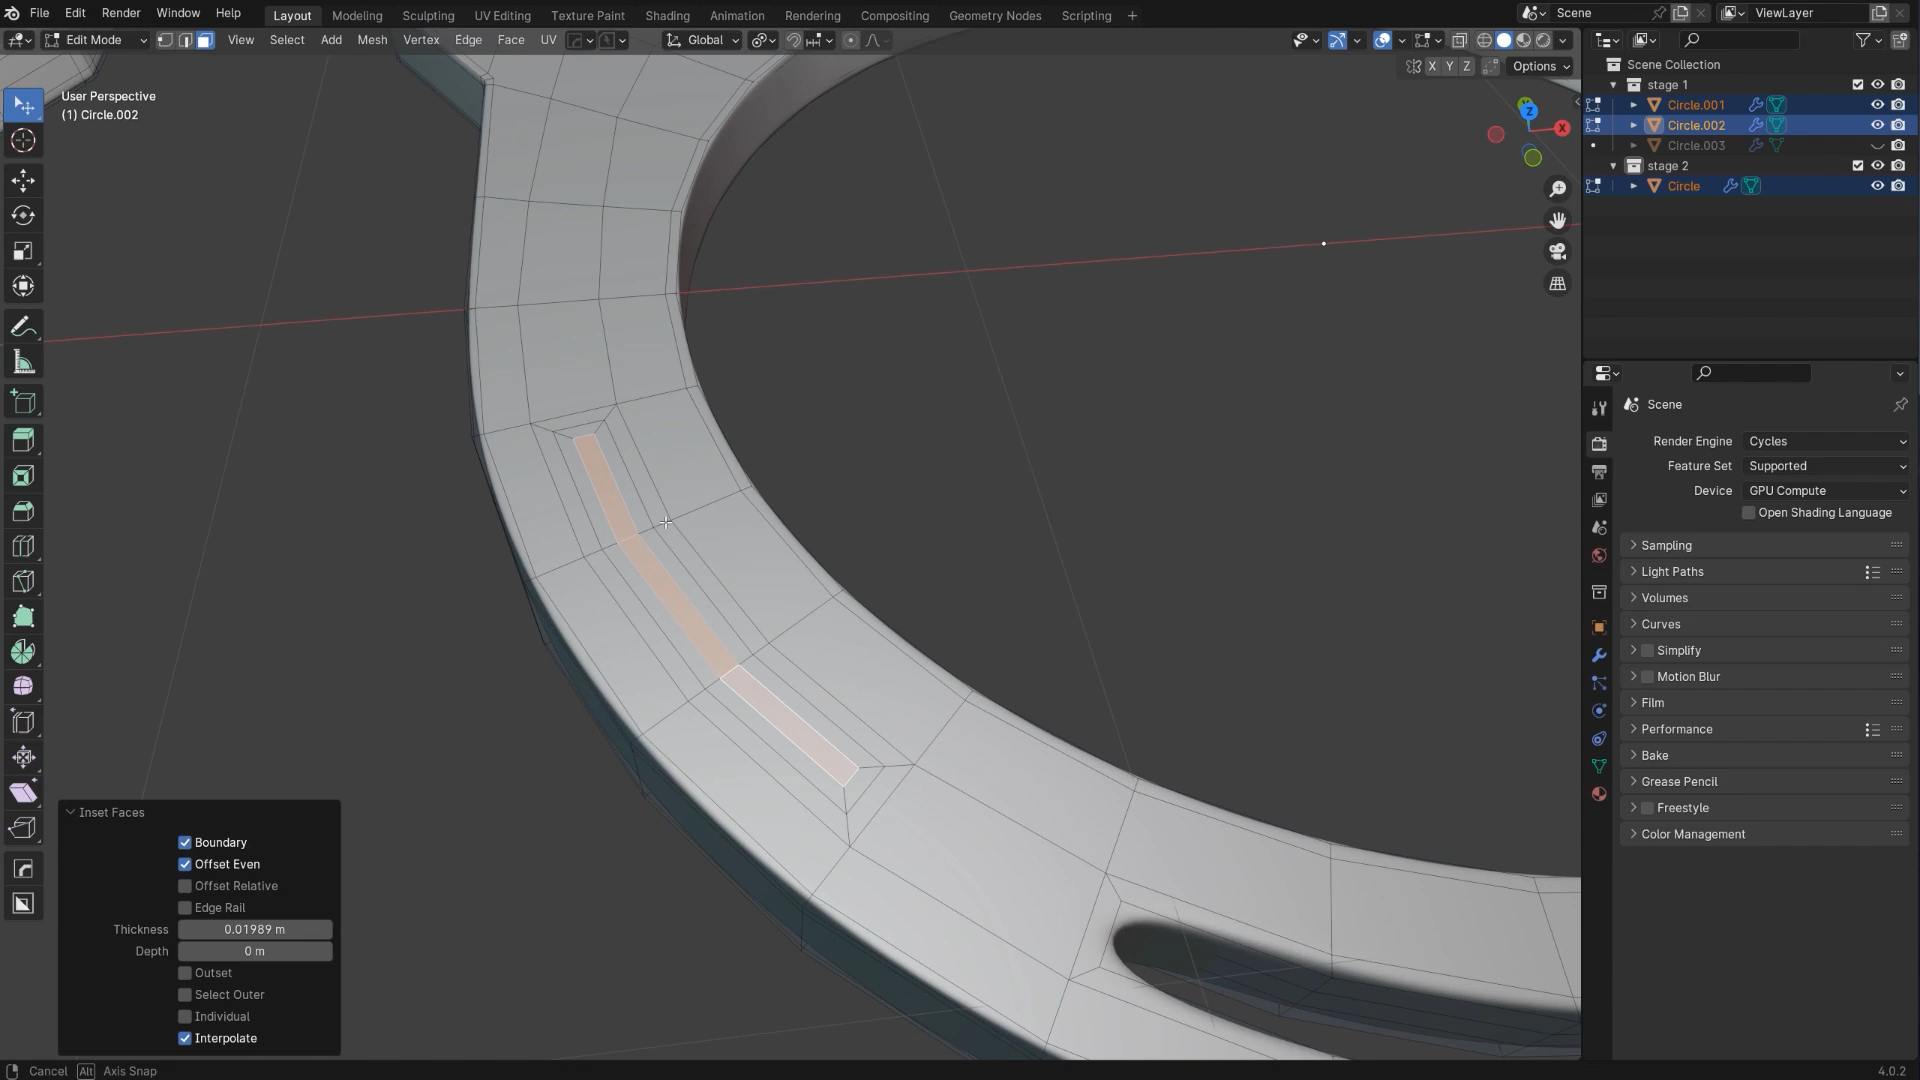 File Edit Render Window Help Layout Modeling Sculpting UV Editing Texture Paint Shading Animation Rendering Compositing Geometry Nodes Scripting + Scene ViewLayer
Edit Mode View Select Add Mesh Vertex Edge Face UV Global
X Y Z Options
User Perspective
(1) Circle.002
Z
X
Scene Collection
stage 1
Circle.001
Circle.002
Circle.003
stage 2
Circle
Scene
Render Engine Cycles
Feature Set Supported
Device GPU Compute
Open Shading Language
Sampling
Light Paths
Volumes
Curves
Simplify
Motion Blur
Film
Performance
Bake
Grease Pencil
Freestyle
Color Management
Inset Faces
Boundary
Offset Even
Offset Relative
Edge Rail
Thickness 0.01989 m
Depth 0 m
Outset
Select Outer
Individual
Interpolate
Cancel Alt Axis Snap
4.0.2